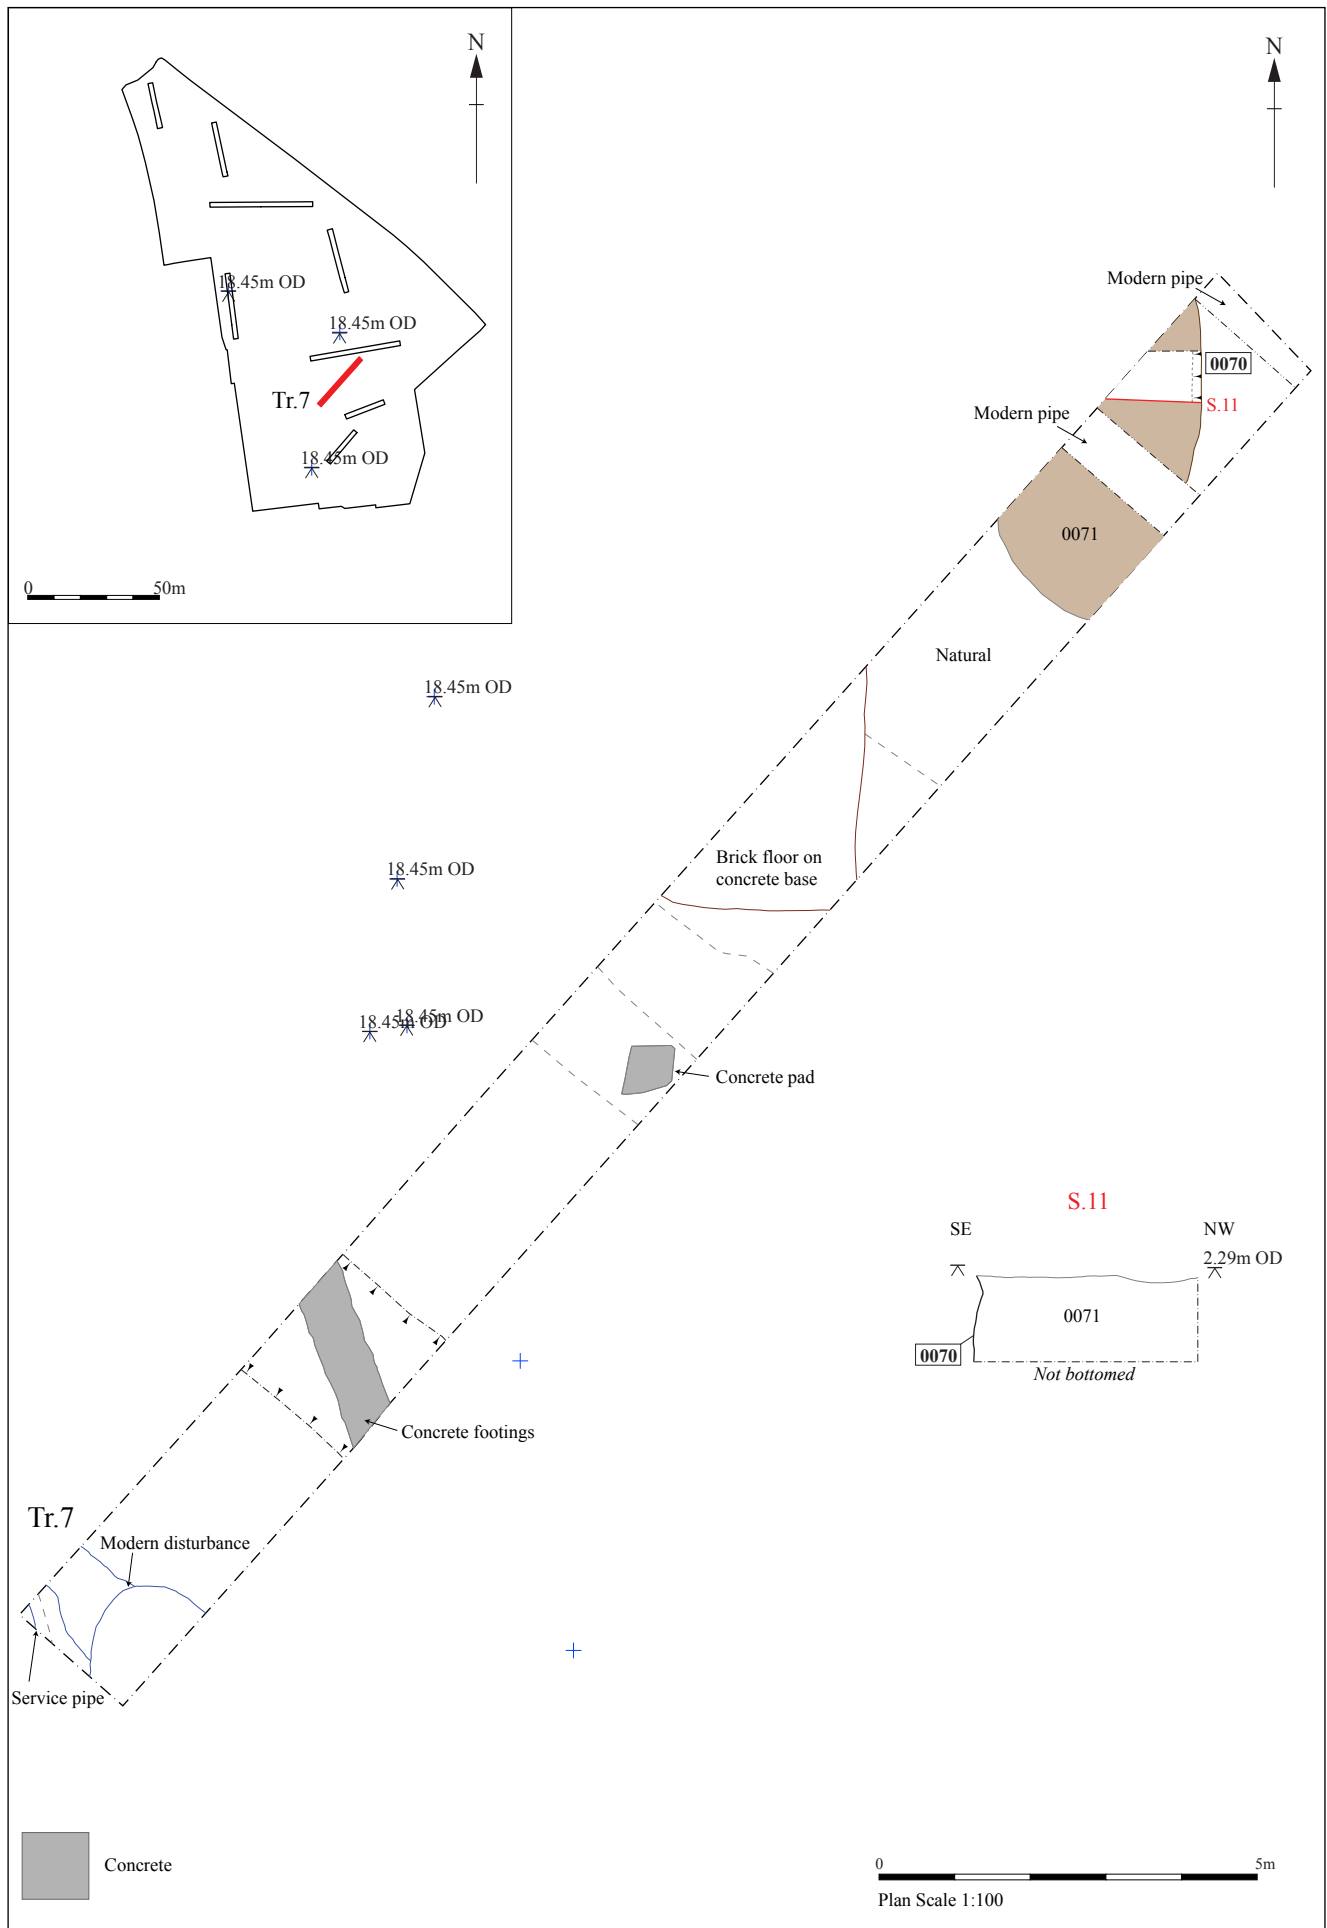 N
18.45m OD
18.45m OD
Tr.7
18.45m OD
0 50m
N
Modern pipe
0070
S.11
Modern pipe
0071
Natural
18.45m OD
Brick floor on
concrete base
18.45m OD
18.45m OD
18.45m OD
Concrete pad
S.11
SE NW
2.29m OD
0071
0070
Not bottomed
Concrete footings
Tr.7
Modern disturbance
Service pipe
Concrete
0 5m
Plan Scale 1:100